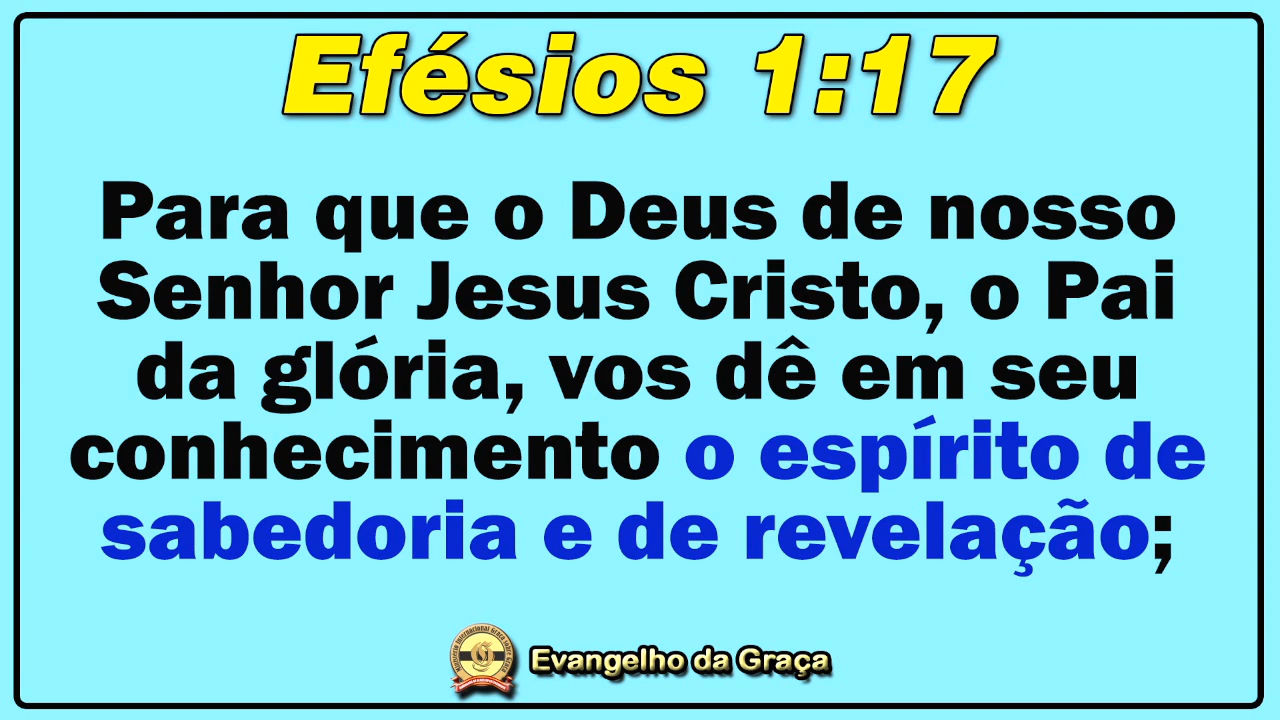 Efésios 1:17
Para que o Deus de nosso
Senhor Jesus Cristo, o Pai
da glória, vos dê em seu
conhecimento o espírito de
sabedoria e de revelação;
Evangelho da Graça